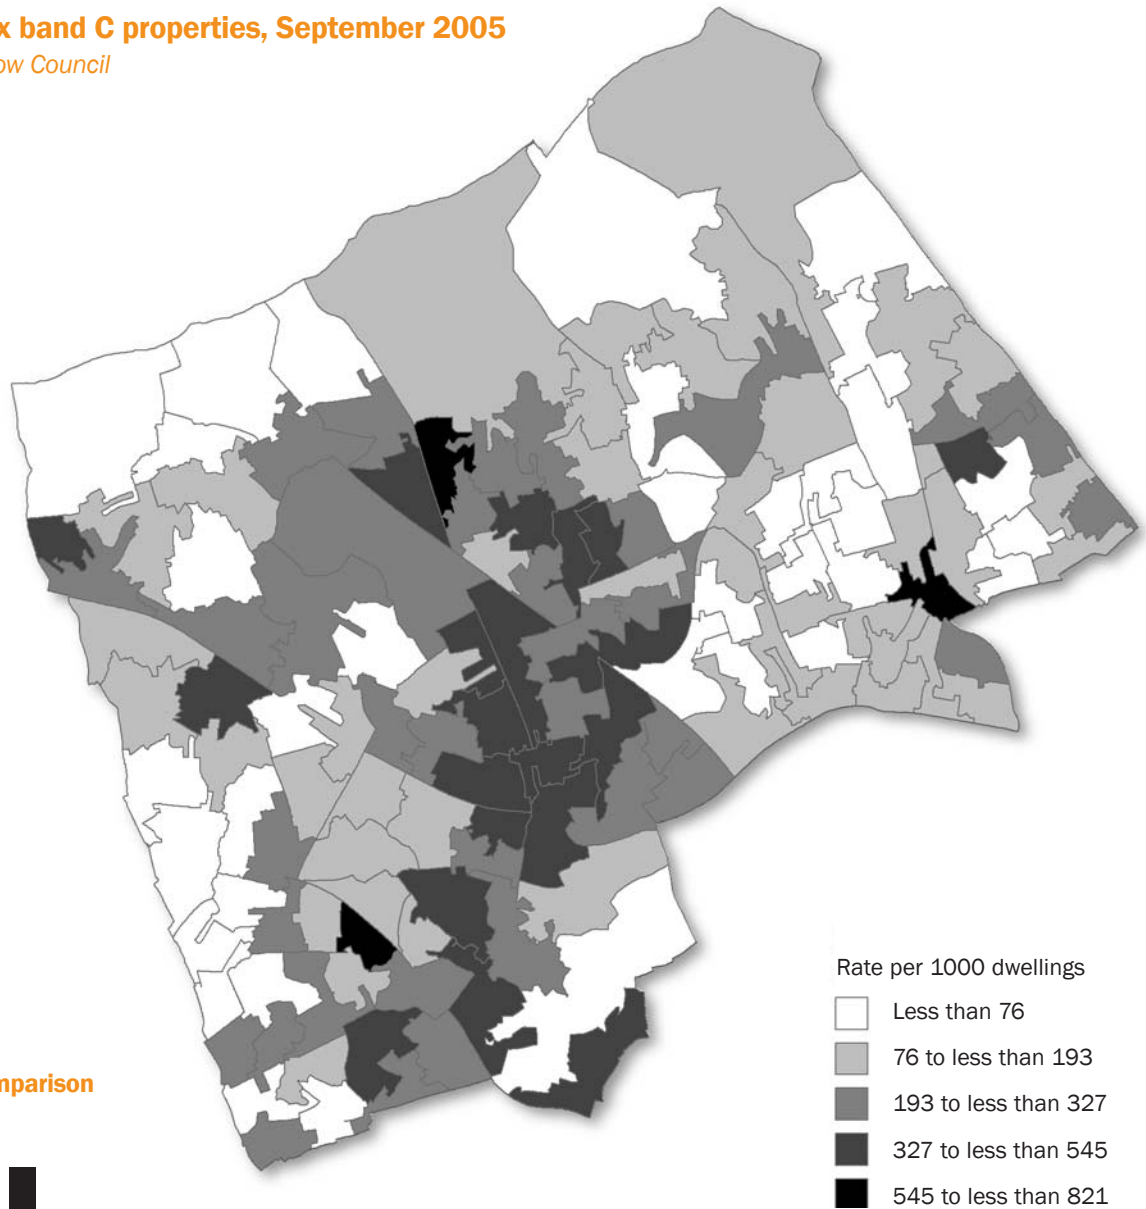 x band C properties, September 2005
ow Council
Rate per 1000 dwellings
Less than 76
76 to less than 193
193 to less than 327
327 to less than 545
545 to less than 821
mparison